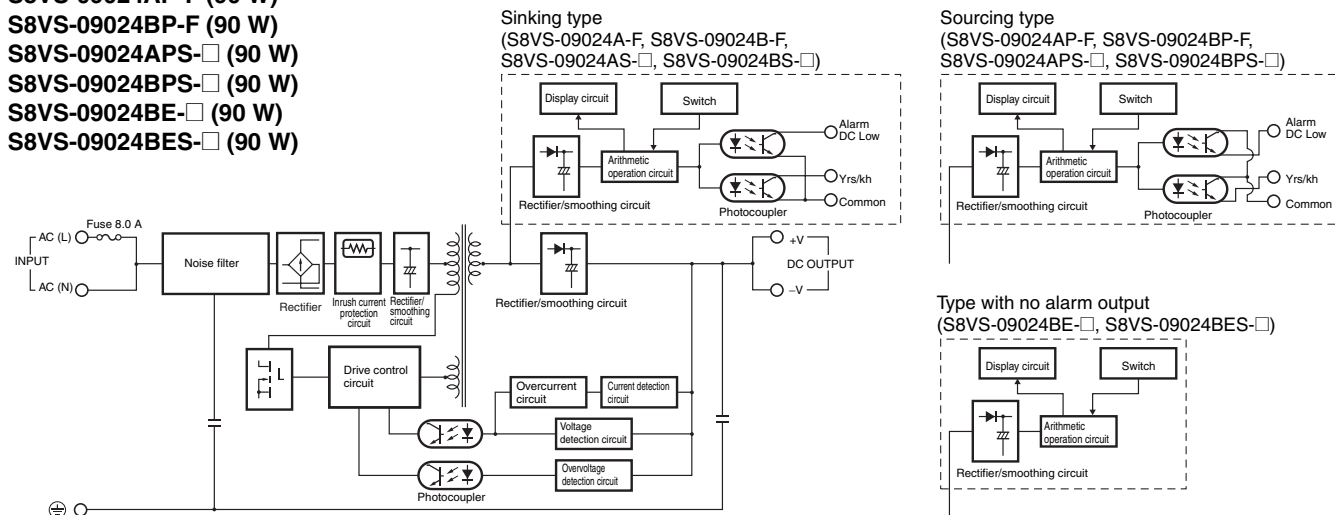 S8VS-09024BP-F (90 W)
S8VS-09024APS-□ (90 W)
S8VS-09024BPS-□ (90 W)
S8VS-09024BE-□ (90 W)
S8VS-09024BES-□ (90 W)
Sinking type
(S8VS-09024A-F, S8VS-09024B-F,
S8VS-09024AS-□, S8VS-09024BS-□)
Display circuit
Switch
Arithmetic
operation circuit
Rectifier/smoothing circuit
Photocoupler
Alarm
DC Low
Yrs/kh
Common
Sourcing type
(S8VS-09024AP-F, S8VS-09024BP-F,
S8VS-09024APS-□, S8VS-09024BPS-□)
Display circuit
Switch
Arithmetic
operation circuit
Rectifier/smoothing circuit
Photocoupler
Alarm
DC Low
Yrs/kh
Common
Fuse 8.0 A
AC (L)
INPUT
AC (N)
Noise filter
Rectifier
Inrush current
protection
circuit
Rectifier/
smoothing
circuit
Rectifier/smoothing circuit
+V
DC OUTPUT
–V
Drive control
circuit
Overcurrent
circuit
Current detection
circuit
Voltage
detection circuit
Overvoltage
detection circuit
Photocoupler
Type with no alarm output
(S8VS-09024BE-□, S8VS-09024BES-□)
Display circuit
Switch
Arithmetic
operation circuit
Rectifier/smoothing circuit